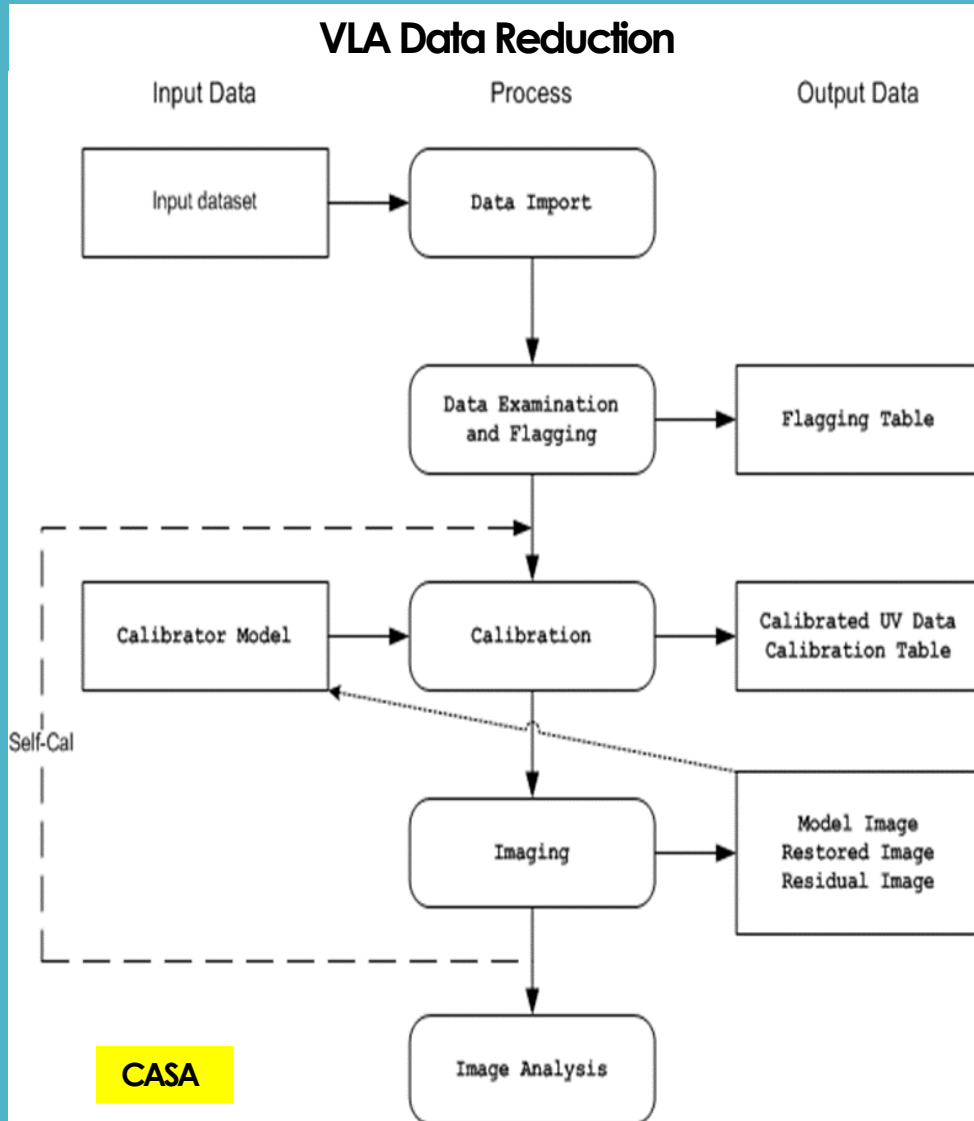 VLA Data Reduction
Input Data
Process
Output Data
Input dataset
Data Import
Data Examination
and Flagging
Flagging Table
Calibrator Model
Calibration
Calibrated UV Data
Calibration Table
Self-Cal
Imaging
Model Image
Restored Image
Residual Image
Image Analysis
CASA